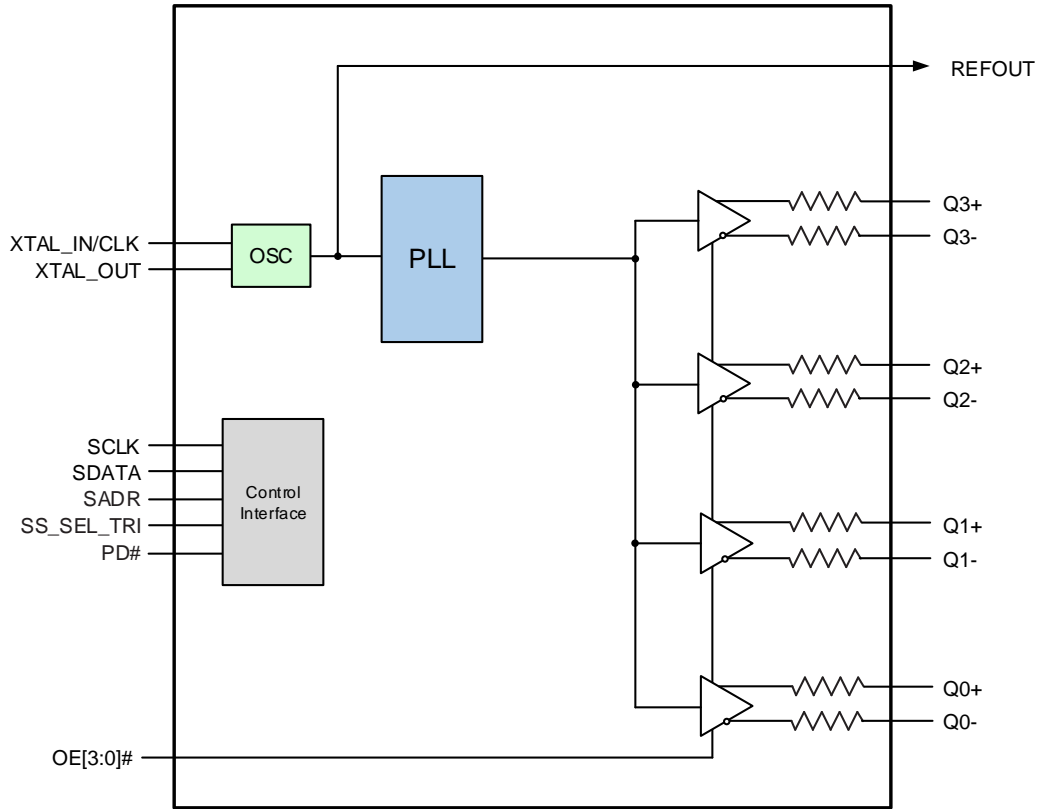 REFOUT
Q3+
XTAL_IN/CLK
OSC
PLL
Q3-
XTAL_OUT
Q2+
Q2-
SCLK
SDATA
SADR
SS_SEL_TRI
PD#
Control
Interface
Q1+
Q1-
Q0+
Q0-
OE[3:0]#